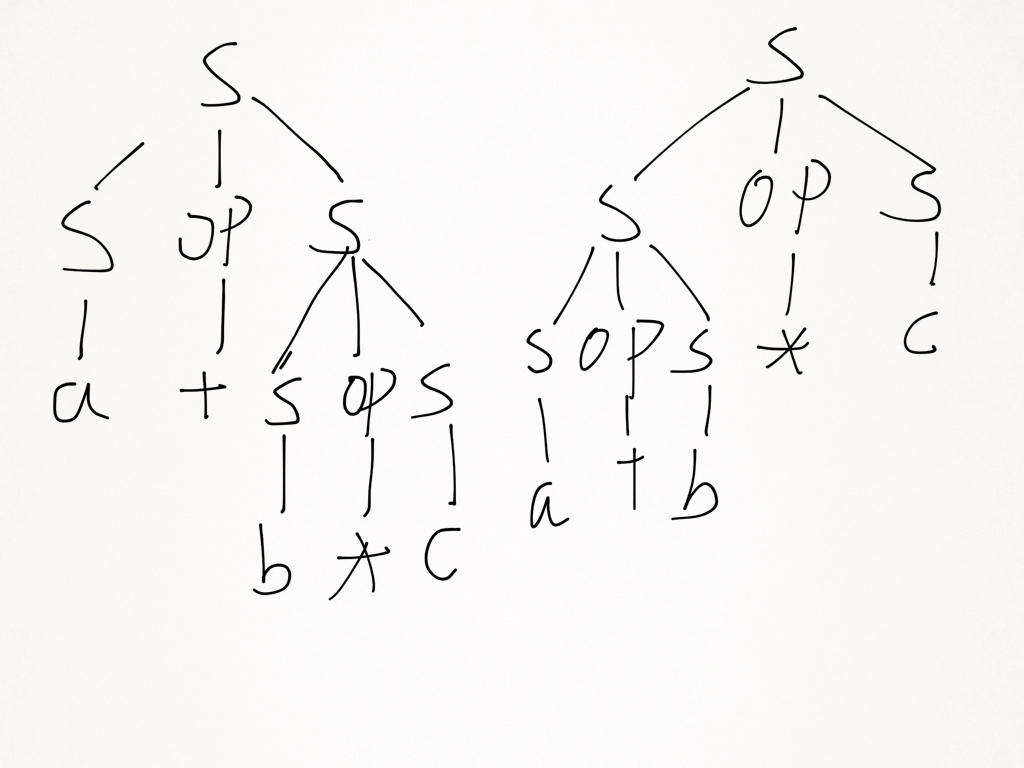 S S
S OP S
S OP S
a + S OP S
S OP S * C
a + b
b * C